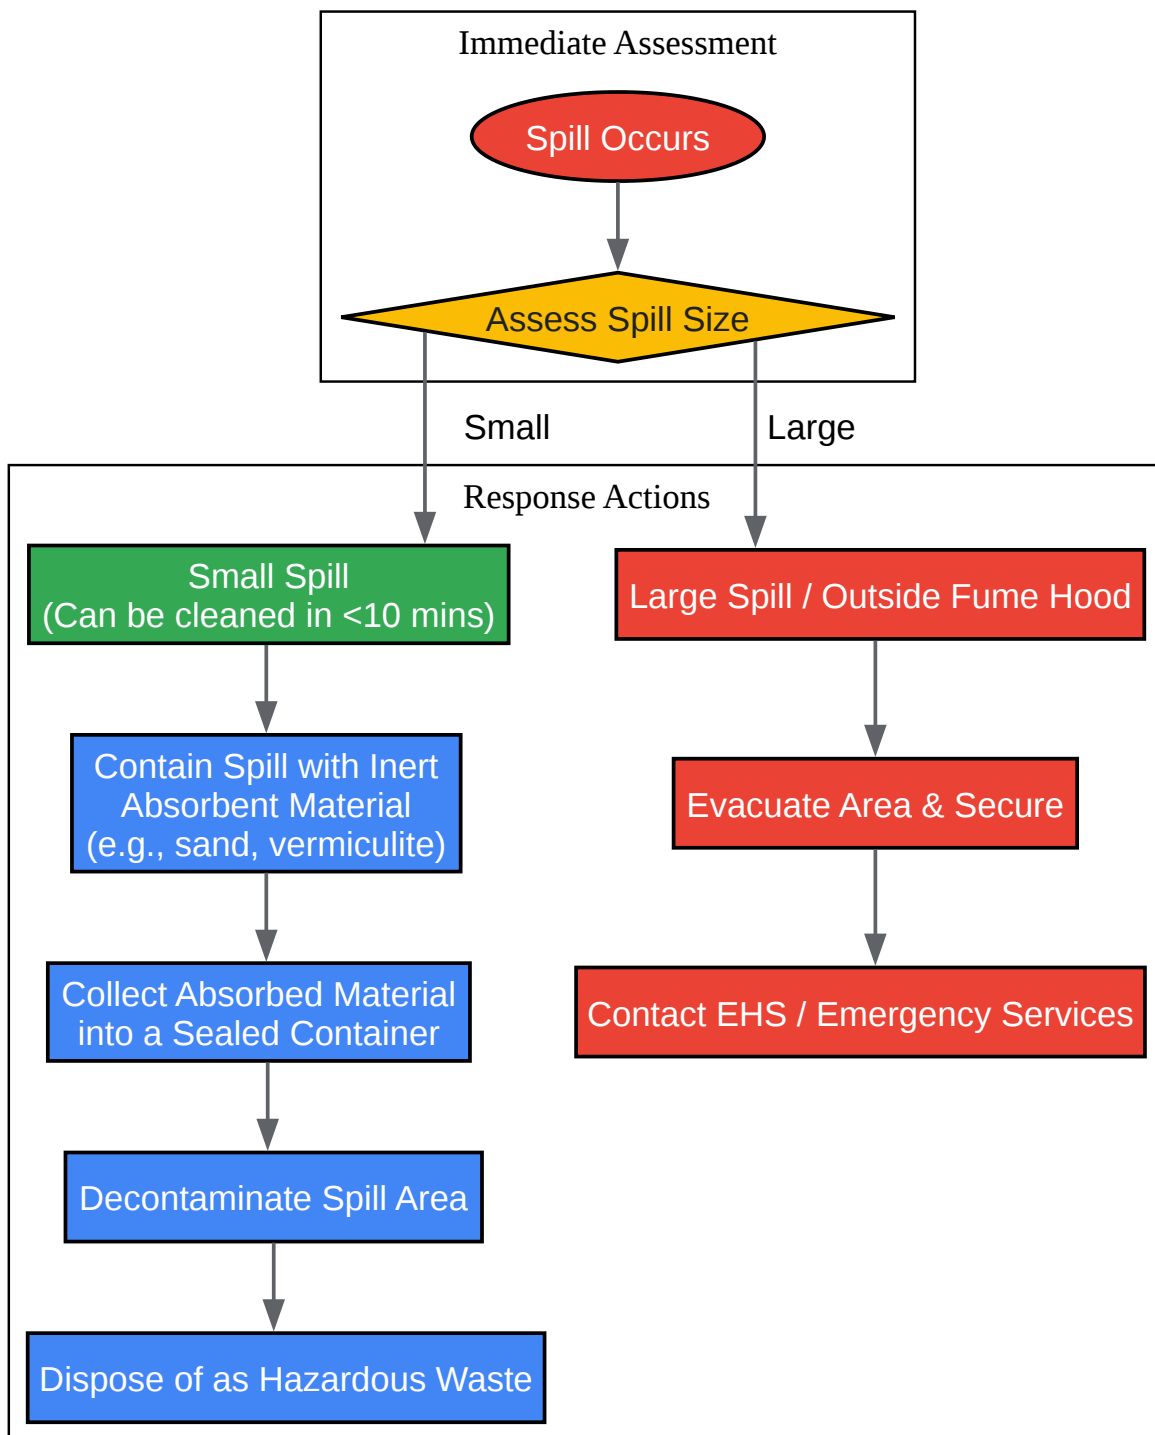 Immediate Assessment
Spill Occurs
Assess Spill Size
Small
Large
Response Actions
Small Spill
(Can be cleaned in <10 mins)
Contain Spill with Inert
Absorbent Material
(e.g., sand, vermiculite)
Collect Absorbed Material
into a Sealed Container
Decontaminate Spill Area
Dispose of as Hazardous Waste
Large Spill / Outside Fume Hood
Evacuate Area & Secure
Contact EHS / Emergency Services